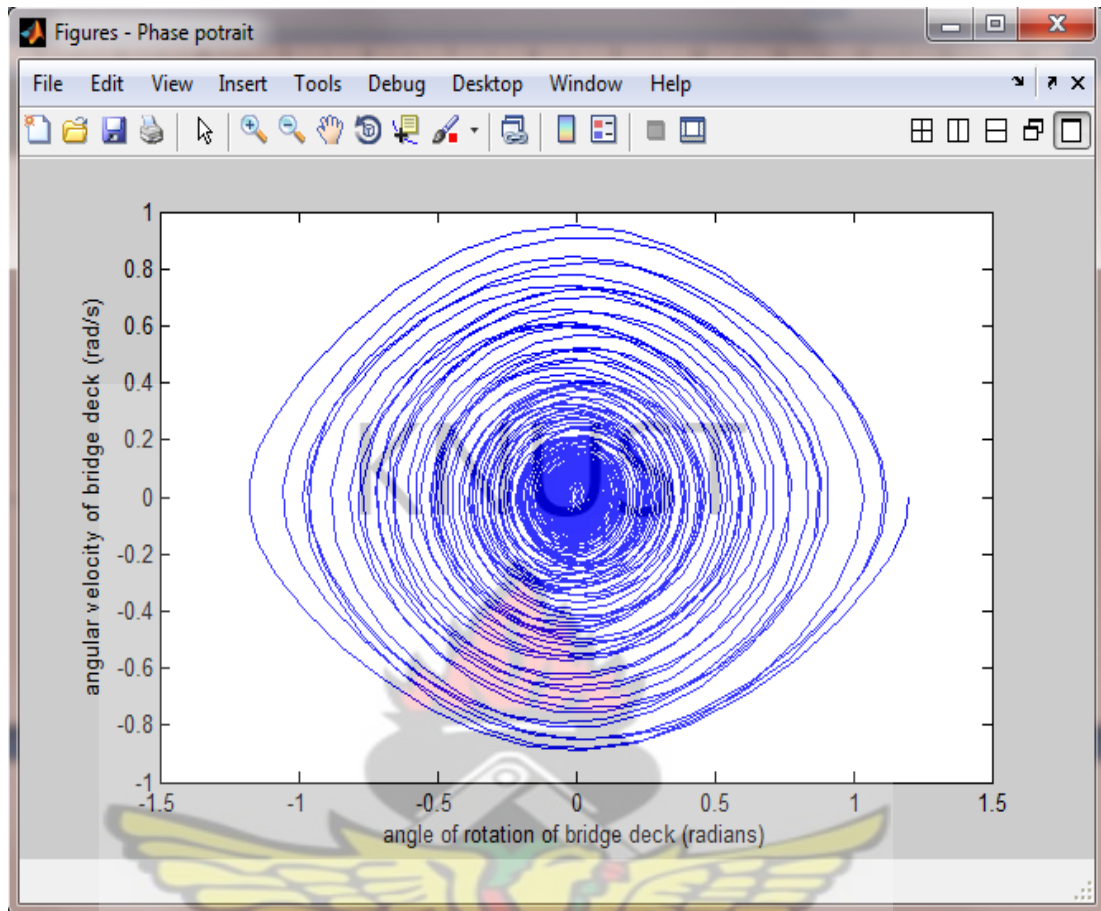 Figures - Phase potrait
File Edit View Insert Tools Debug Desktop Window Help
1
0.8
0.6
0.4
0.2
0
-0.2
-0.4
-0.6
-0.8
-1
-1.5 -1 -0.5 0 0.5 1 1.5
angular velocity of bridge deck (rad/s)
angle of rotation of bridge deck (radians)
KNUST